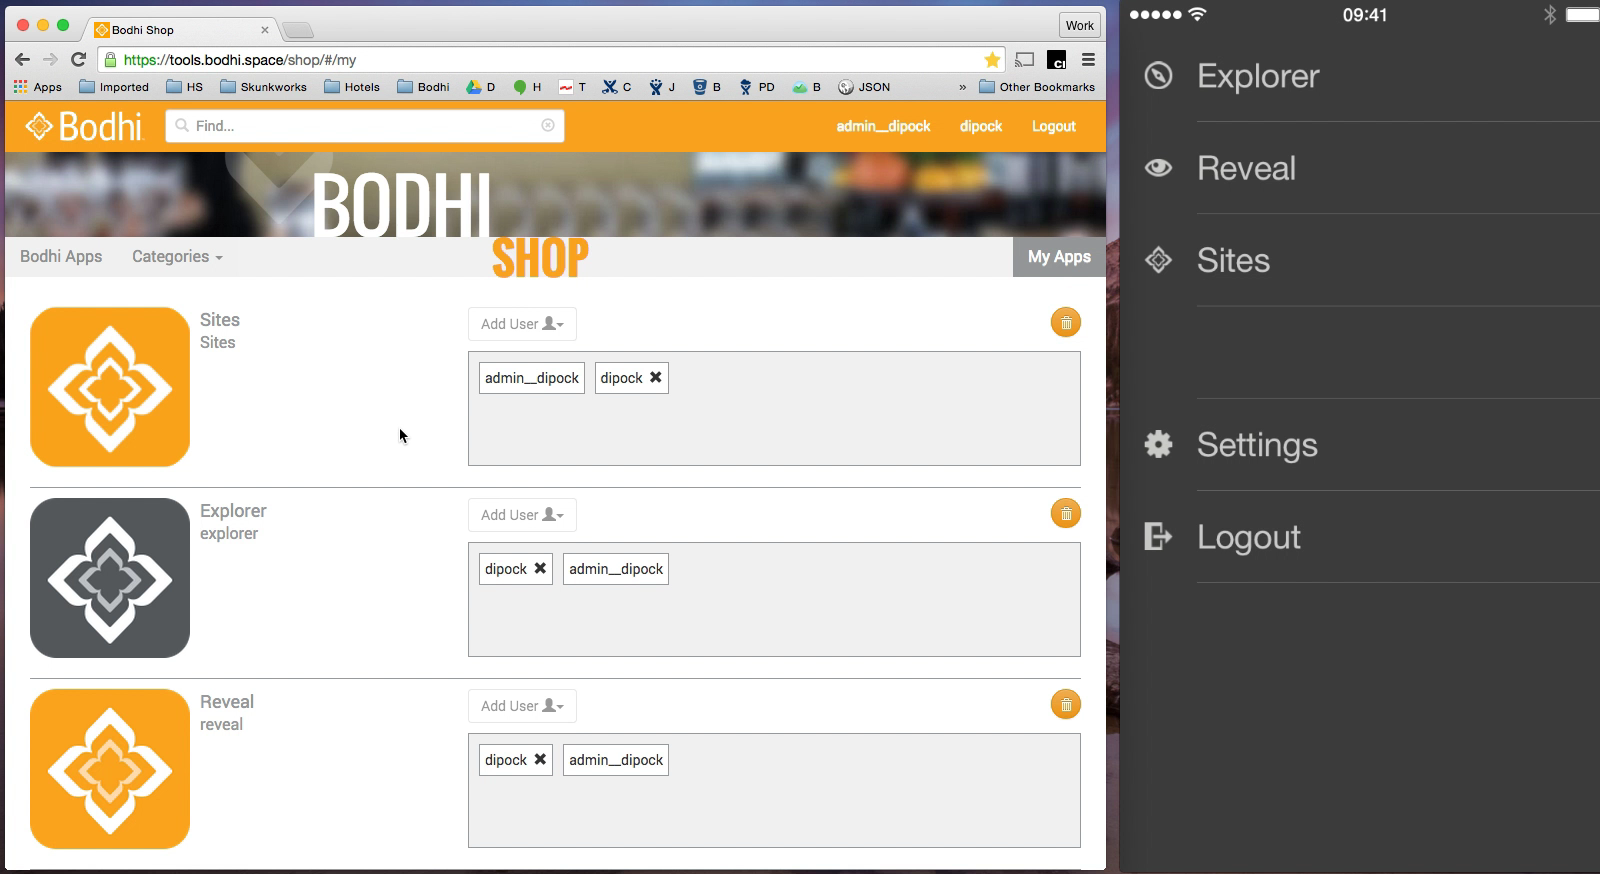 Bodhi Shop
Work
https://tools.bodhi.space/shop/#/my
Apps Imported HS Skunkworks Hotels Bodhi D H T C J B PD B JSON » Other Bookmarks
Bodhi
Find...
admin__dipock dipock Logout
BODHI
SHOP
Bodhi Apps Categories My Apps
Sites
Sites
Add User
admin__dipock dipock
Explorer
explorer
Add User
dipock admin__dipock
Reveal
reveal
Add User
dipock admin__dipock
09:41
Explorer
Reveal
Sites
Settings
Logout